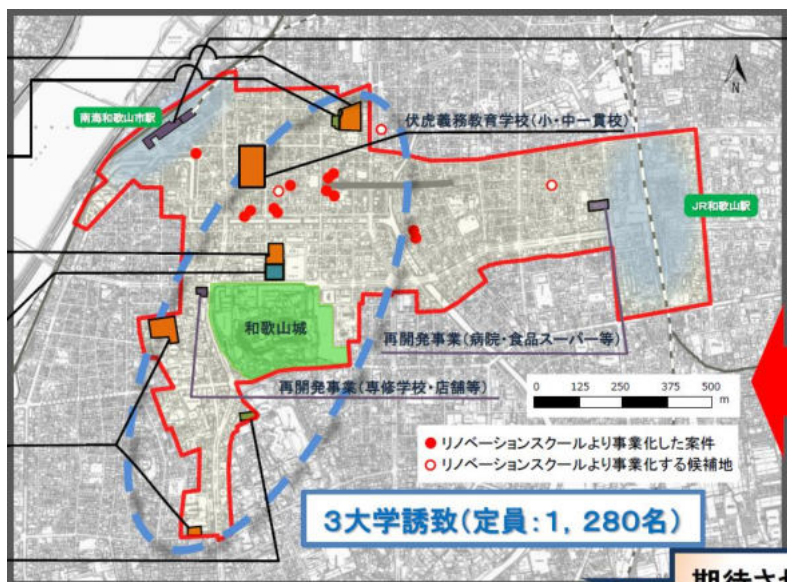 N
南海和歌山市駅
伏虎義務教育学校(小・中一貫校)
JR和歌山駅
和歌山城
再開発事業(病院・食品スーパー等)
再開発事業(専修学校・店舗等)
0 125 250 375 500
m
リノベーションスクールより事業化した案件
リノベーションスクールより事業化する候補地
3大学誘致(定員:1,280名)
期待さ